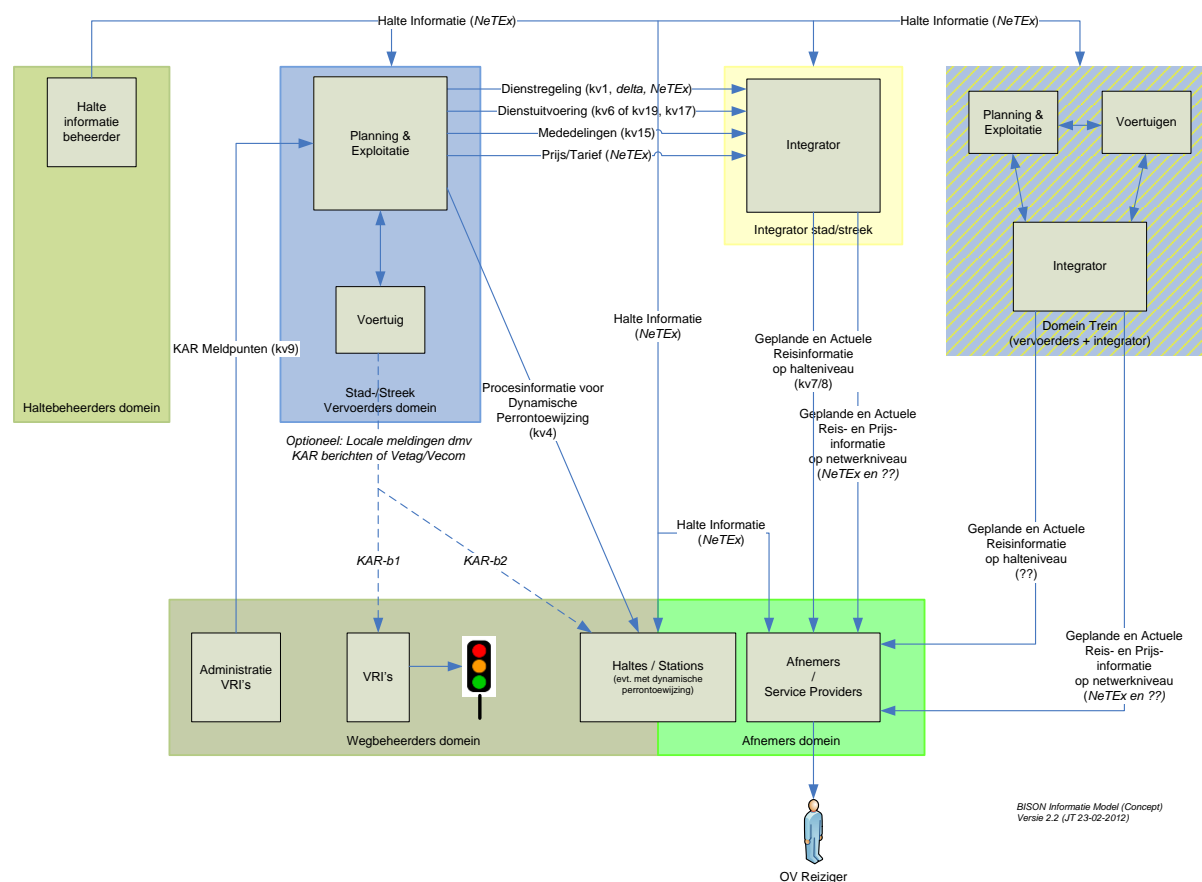 Halte Informatie (NeTEx)
Halte Informatie (NeTEx)
Halte
informatie
beheerder
Haltebeheerders domein
Planning &
Exploitatie
Voertuig
Stad-/Streek
Vervoerders domein
Dienstregeling (kv1, delta, NeTEx)
Dienstuitvoering (kv6 of kv19, kv17)
Mededelingen (kv15)
Prijs/Tarief (NeTEx)
Integrator
Integrator stad/streek
Planning &
Exploitatie
Voertuigen
Integrator
Domein Trein
(vervoerders + integrator)
KAR Meldpunten (kv9)
Halte Informatie
(NeTEx)
Geplande en Actuele
Reisinformatie
op halteniveau
(kv7/8)
Procesinformatie voor
Dynamische
Perrontoewijzing
(kv4)
Geplande en Actuele
Reis- en Prijs-
informatie
op netwerkniveau
(NeTEx en ??)
Optioneel: Locale meldingen dmv
KAR berichten of Vetag/Vecom
KAR-b1
KAR-b2
Halte Informatie
(NeTEx)
Geplande en Actuele
Reisinformatie
op halteniveau
(??)
Geplande en Actuele
Reis- en Prijs-
informatie
op netwerkniveau
(NeTEx en ??)
Administratie
VRI's
VRI's
Haltes / Stations
(evt. met dynamische
perrontoewijzing)
Afnemers
/
Service Providers
Wegbeheerders domein
Afnemers domein
BISON Informatie Model (Concept)
Versie 2.2 (JT 23-02-2012)
OV Reiziger